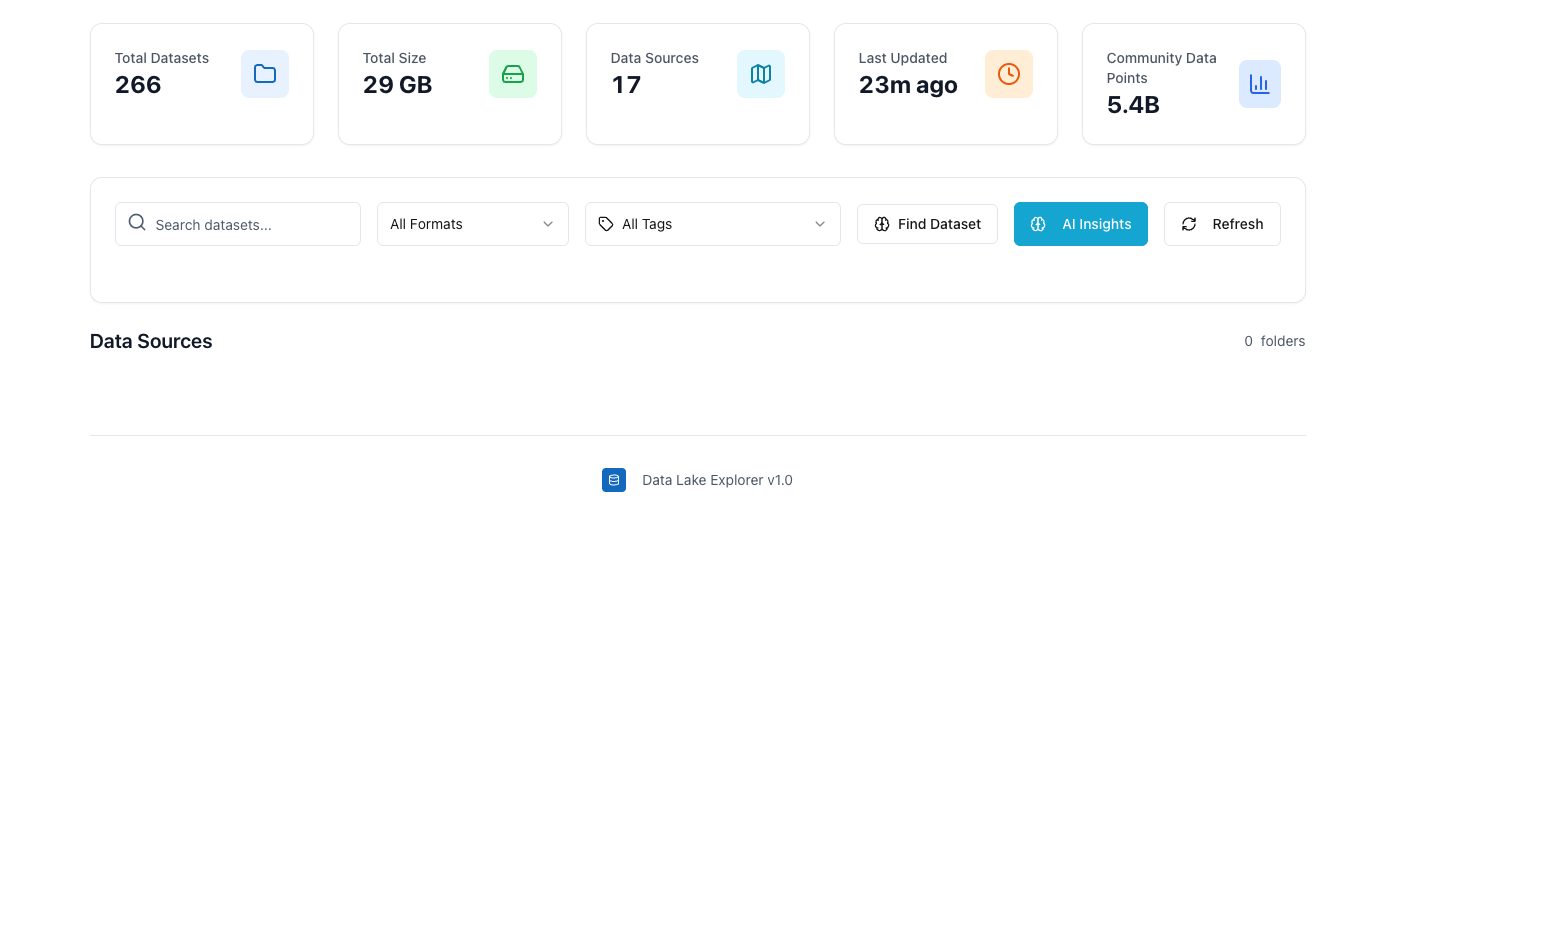 Total Datasets
266
Total Size
29 GB
Data Sources
17
Last Updated
23m ago
Community Data
Points
5.4B
Search datasets...
All Formats
All Tags
Find Dataset
AI Insights
Refresh
Data Sources
0 folders
Data Lake Explorer v1.0